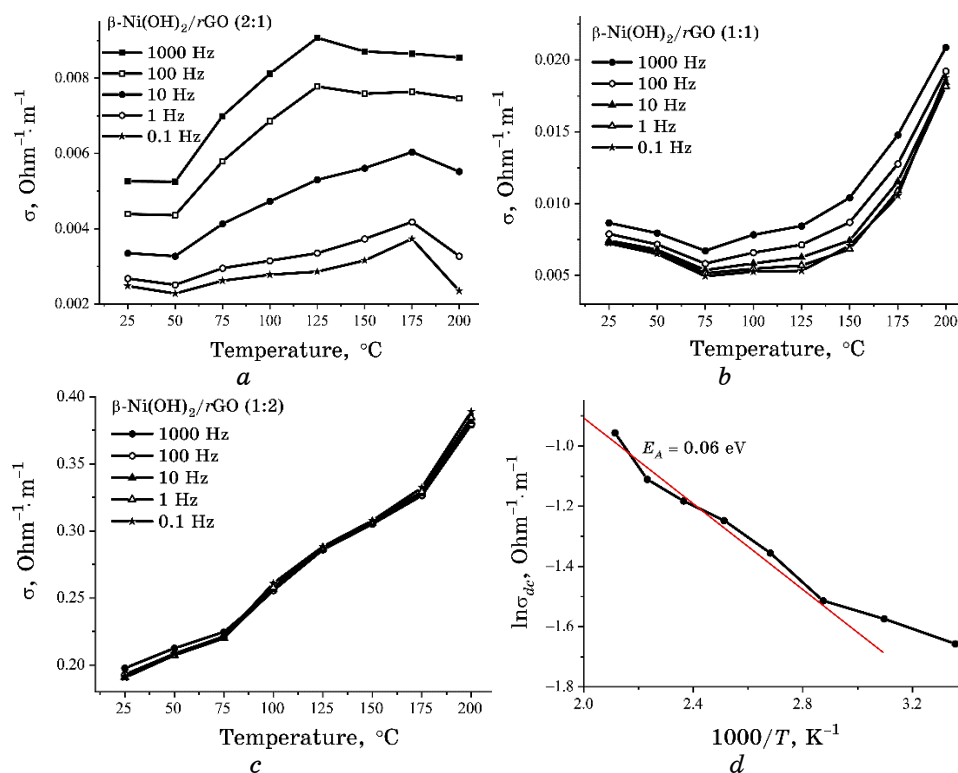 β-Ni(OH)₂/rGO (2:1)
1000 Hz
100 Hz
10 Hz
1 Hz
0.1 Hz
0.008
0.006
0.004
0.002
σ, Ohm⁻¹·m⁻¹
25 50 75 100 125 150 175 200
Temperature, °C
a
β-Ni(OH)₂/rGO (1:1)
1000 Hz
100 Hz
10 Hz
1 Hz
0.1 Hz
0.020
0.015
0.010
0.005
σ, Ohm⁻¹·m⁻¹
25 50 75 100 125 150 175 200
Temperature, °C
b
β-Ni(OH)₂/rGO (1:2)
1000 Hz
100 Hz
10 Hz
1 Hz
0.1 Hz
0.40
0.35
0.30
0.25
0.20
σ, Ohm⁻¹·m⁻¹
25 50 75 100 125 150 175 200
Temperature, °C
c
E_A = 0.06 eV
−1.0
−1.2
−1.4
−1.6
−1.8
lnσ_dc, Ohm⁻¹·m⁻¹
2.0 2.4 2.8 3.2
1000/T, K⁻¹
d